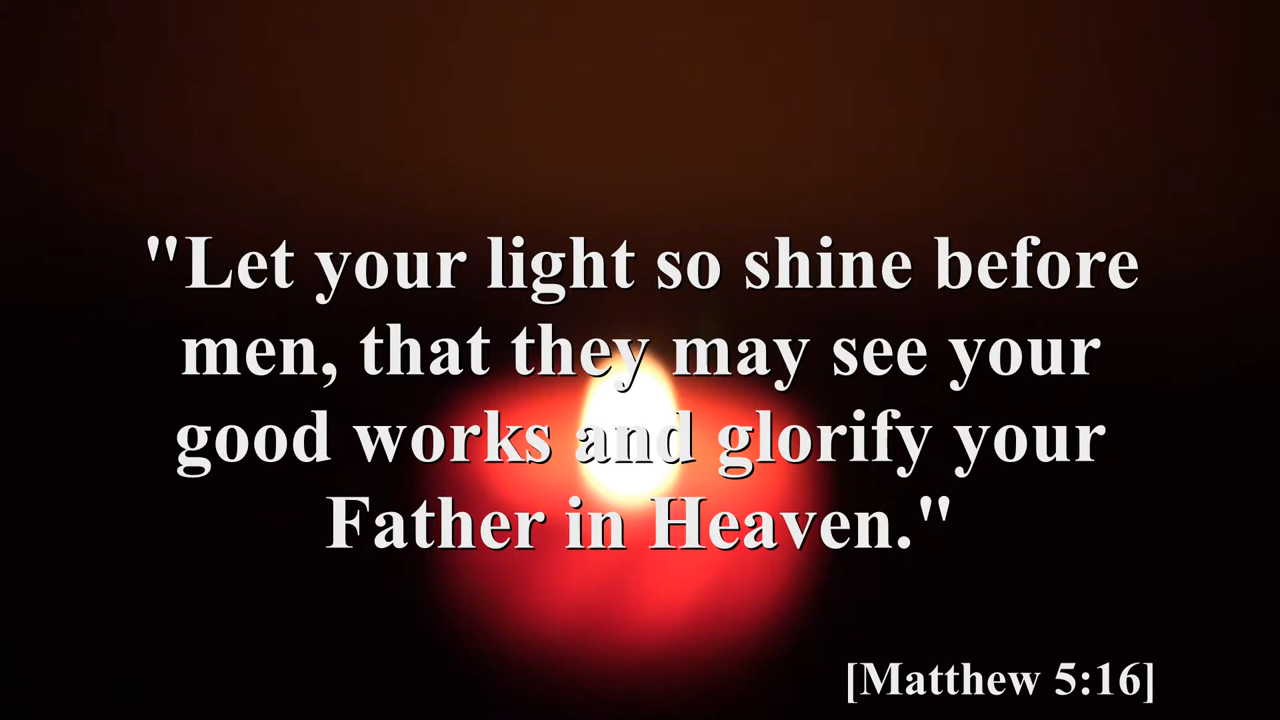 "Let your light so shine before
men, that they may see your
good works and glorify your
Father in Heaven."
[Matthew 5:16]